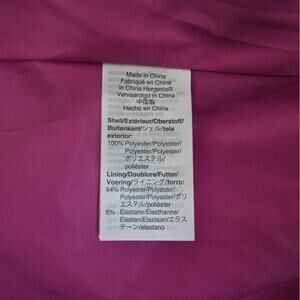 Made in China
Fabriqué en China
in China Hergestellt
Vervaardigd in China
中国製
Hecho en China
Shell/Extérieur/Oberstoff/
Buitenkant/シェル/tela
exterior:
100% Polyester/Polyester/
Polyester/Polyester/
ポリエステル/
poliéster
Lining/Doublure/Futter/
Voering/ライニング/forro:
94% Polyester/Polyester/
Polyester/Polyester/ポリ
エステル/poliéster
6% Elastane/Élasthanne/
Elasthan/Elastaan/エラス
テーン/elastano